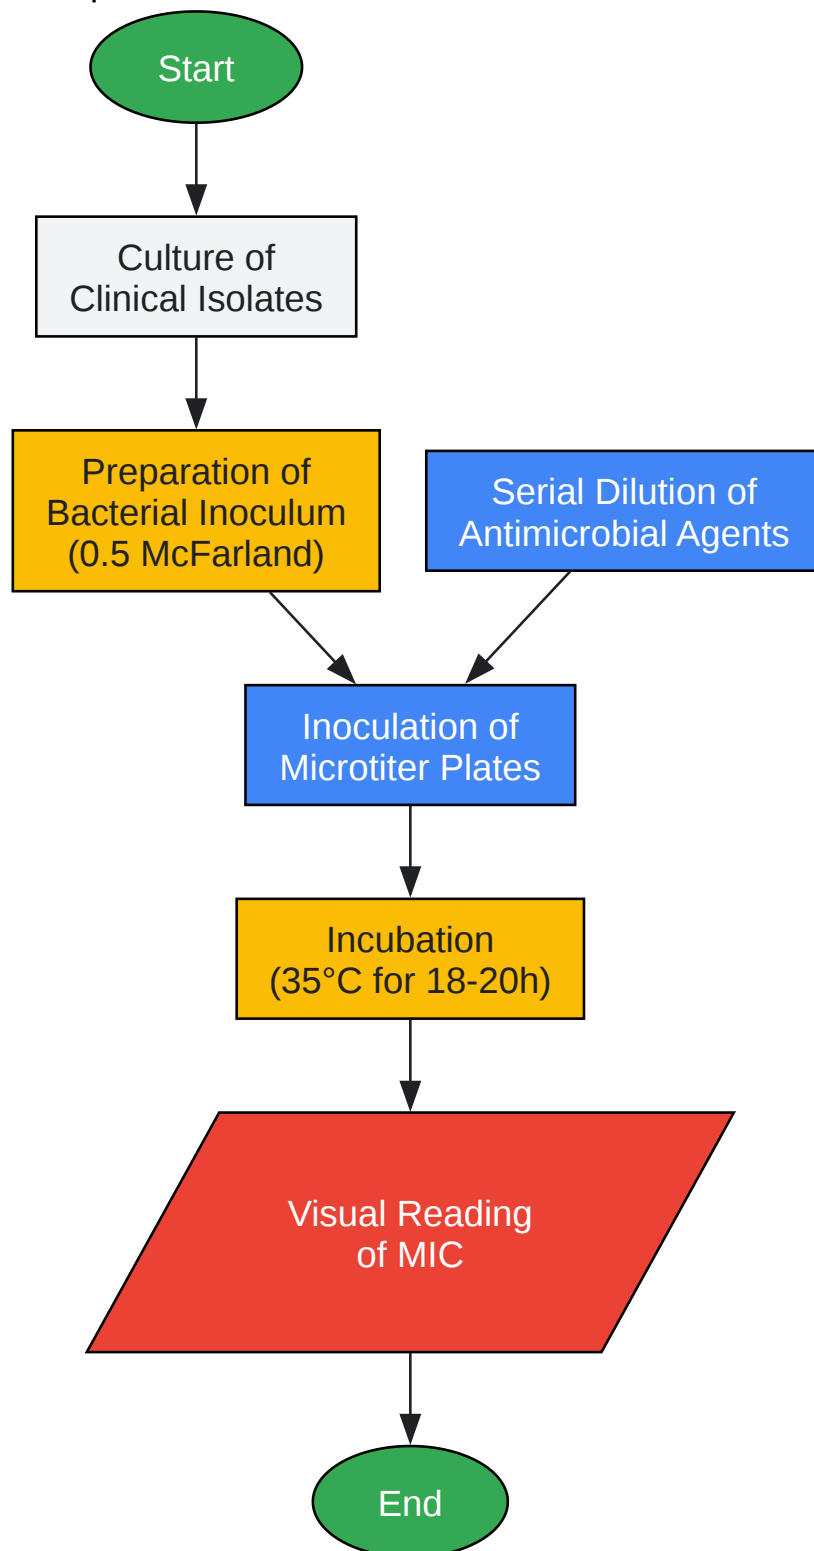 Start
Culture of
Clinical Isolates
Preparation of
Bacterial Inoculum
(0.5 McFarland)
Serial Dilution of
Antimicrobial Agents
Inoculation of
Microtiter Plates
Incubation
(35°C for 18-20h)
Visual Reading
of MIC
End